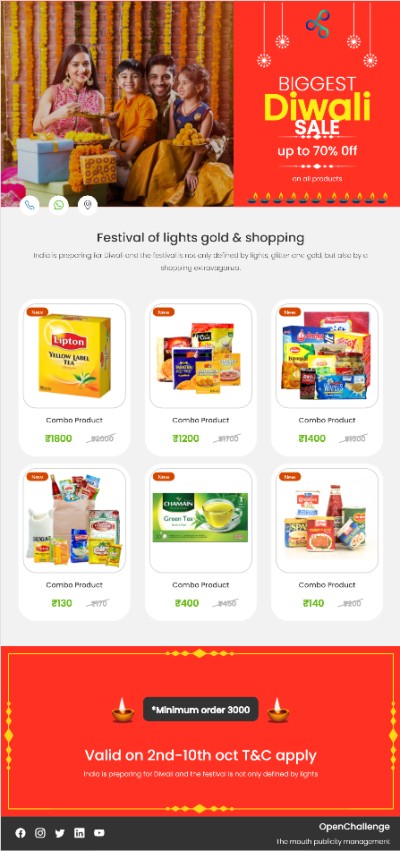 BIGGEST
Diwali
SALE
up to 70% Off
on all products
Festival of lights gold & shopping
India is preparing for Diwali and the festival is not only defined by lights, glitter and gold, but also by a
shopping extravaganza.
New
New
New
Lipton
YELLOW LABEL
TEA
Combo Product
Combo Product
Combo Product
₹1800 ₹2000
₹1200 ₹1700
₹1400
New
New
New
CHAMAIN
Green Tea
SPAM
Combo Product
Combo Product
Combo Product
₹130 ₹170
₹400 ₹450
₹140 ₹200
*Minimum order 3000
Valid on 2nd-10th oct T&C apply
India is preparing for Diwali and the festival is not only defined by lights
OpenChallenge
The mouth publicity management